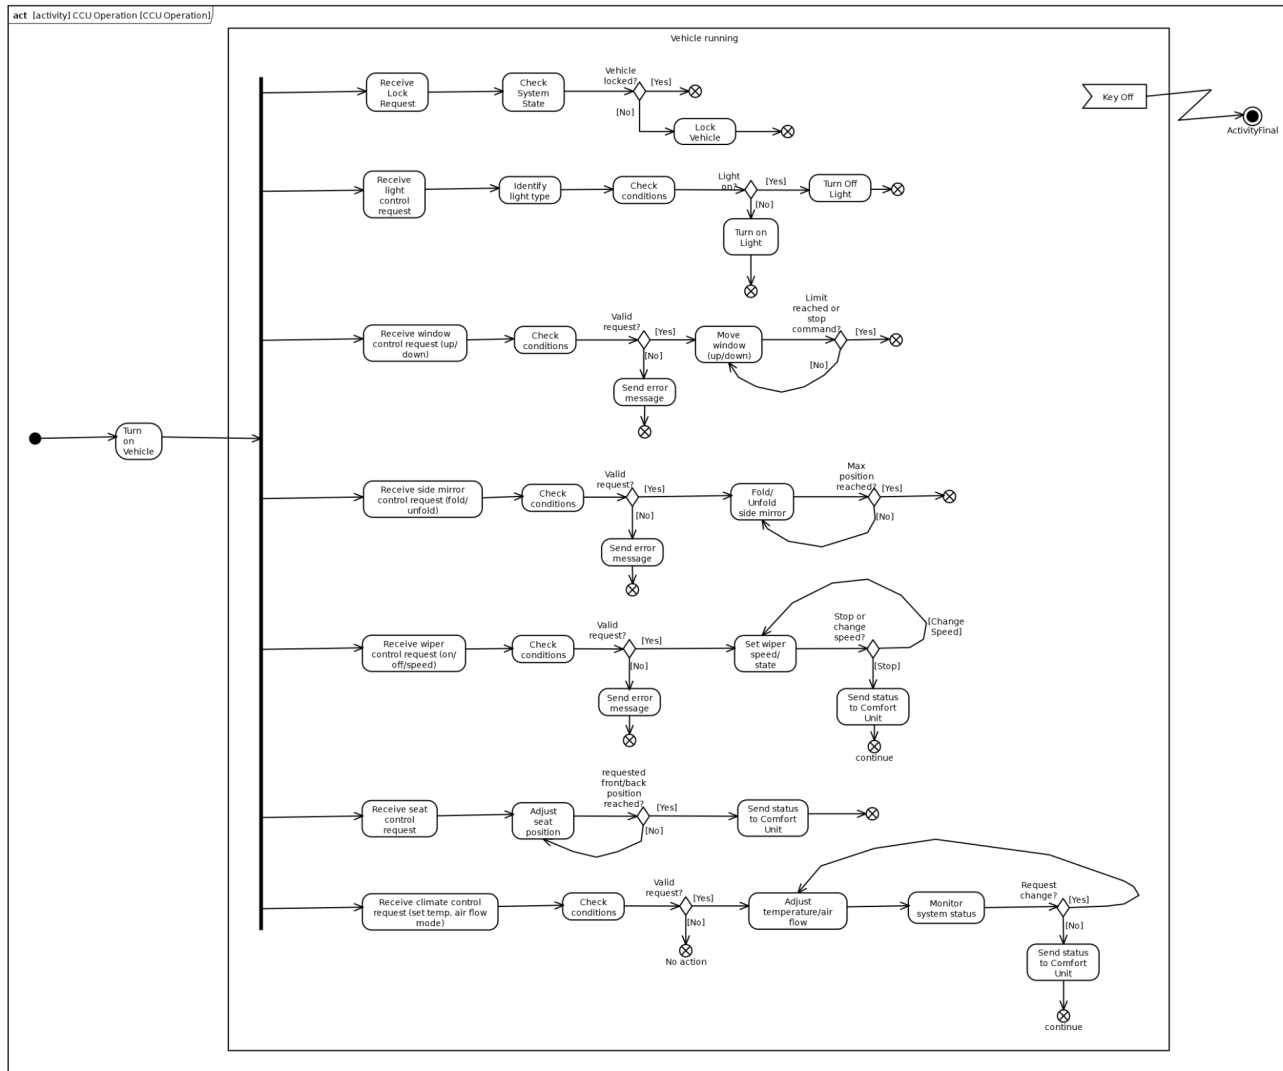 act [activity] CCU Operation [CCU Operation]
Vehicle running
Receive
Lock
Request
Check
System
State
Vehicle
locked?
[Yes]
[No]
Lock
Vehicle
Key Off
ActivityFinal
Receive
light
control
request
Identify
light type
Check
conditions
Light
on?
[Yes]
Turn Off
Light
[No]
Turn on
Light
Receive window
control request (up/
down)
Check
conditions
Valid
request?
[Yes]
[No]
Send error
message
Move
window
(up/down)
Limit
reached or
stop
command?
[Yes]
[No]
Turn
on
Vehicle
Receive side mirror
control request (fold/
unfold)
Check
conditions
Valid
request?
[Yes]
[No]
Send error
message
Fold/
Unfold
side mirror
Max
position
reached?
[Yes]
[No]
Receive wiper
control request (on/
off/speed)
Check
conditions
Valid
request?
[Yes]
[No]
Send error
message
Set wiper
speed/
state
Stop or
change
speed?
[Change
Speed]
[Stop]
Send status
to Comfort
Unit
continue
Receive seat
control
request
Adjust
seat
position
requested
front/back
position
reached?
[Yes]
[No]
Send status
to Comfort
Unit
Receive climate control
request (set temp, air flow
mode)
Check
conditions
Valid
request?
[Yes]
[No]
No action
Adjust
temperature/air
flow
Monitor
system status
Request
change?
[Yes]
[No]
Send status
to Comfort
Unit
continue